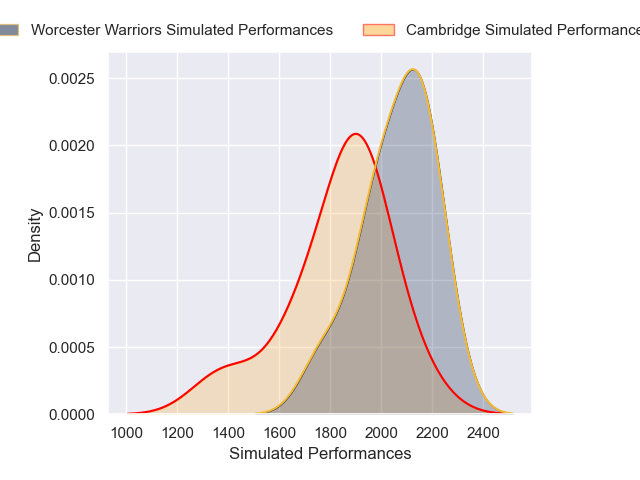 Worcester Warriors Simulated Performances Cambridge Simulated Performance
0.0025
0.0020
0.0015
0.0010
0.0005
0.0000
Density
1000 1200 1400 1600 1800 2000 2200 2400
Simulated Performances